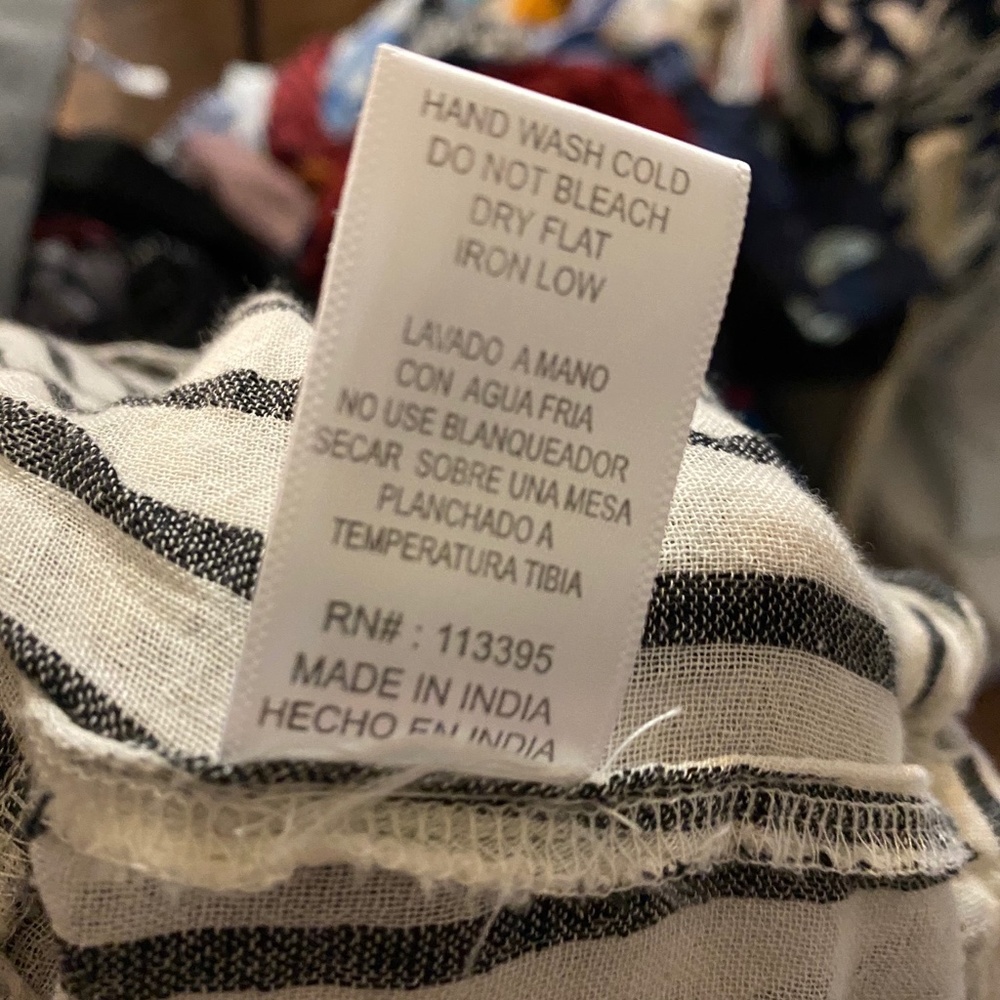 HAND WASH COLD
DO NOT BLEACH
DRY FLAT
IRON LOW
LAVADO A MANO
CON AGUA FRIA
NO USE BLANQUEADOR
SECAR SOBRE UNA MESA
PLANCHADO A
TEMPERATURA TIBIA
RN# : 113395
MADE IN INDIA
HECHO EN INDIA